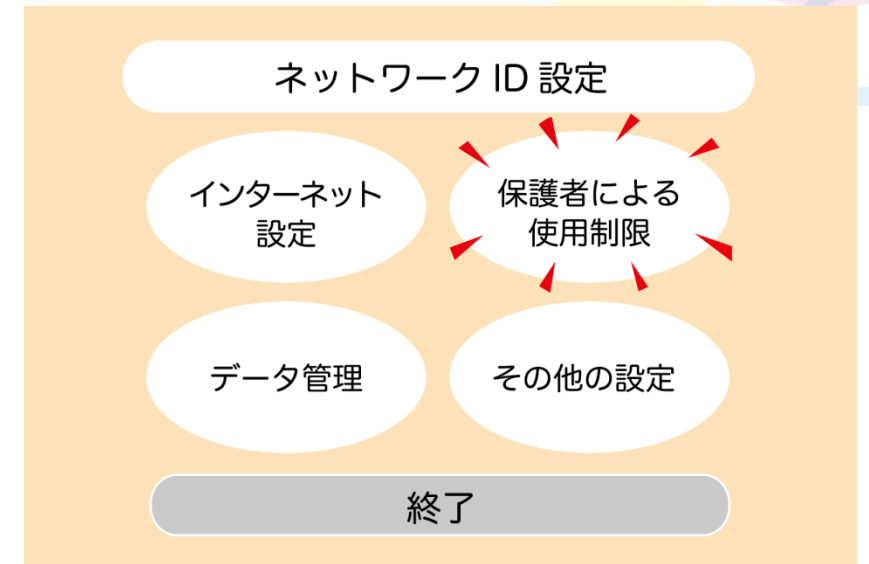 ネットワーク ID 設定
インターネット
設定
保護者による
使用制限
データ管理
その他の設定
終了